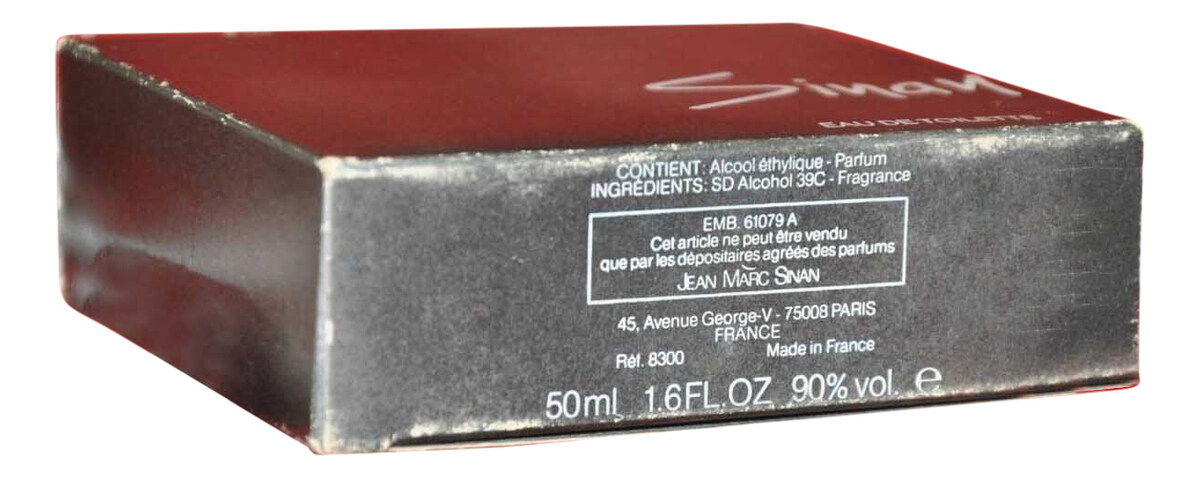 Sinan
EAU DE TOILETTE
CONTIENT: Alcool éthylique - Parfum
INGRÉDIENTS: SD Alcohol 39C - Fragrance
EMB. 61079 A
Cet article ne peut être vendu
que par les dépositaires agréés des parfums
JEAN MARC SINAN
45, Avenue George-V - 75008 PARIS
FRANCE
Réf. 8300 Made in France
50ml 1.6FL.OZ 90% vol. ℮